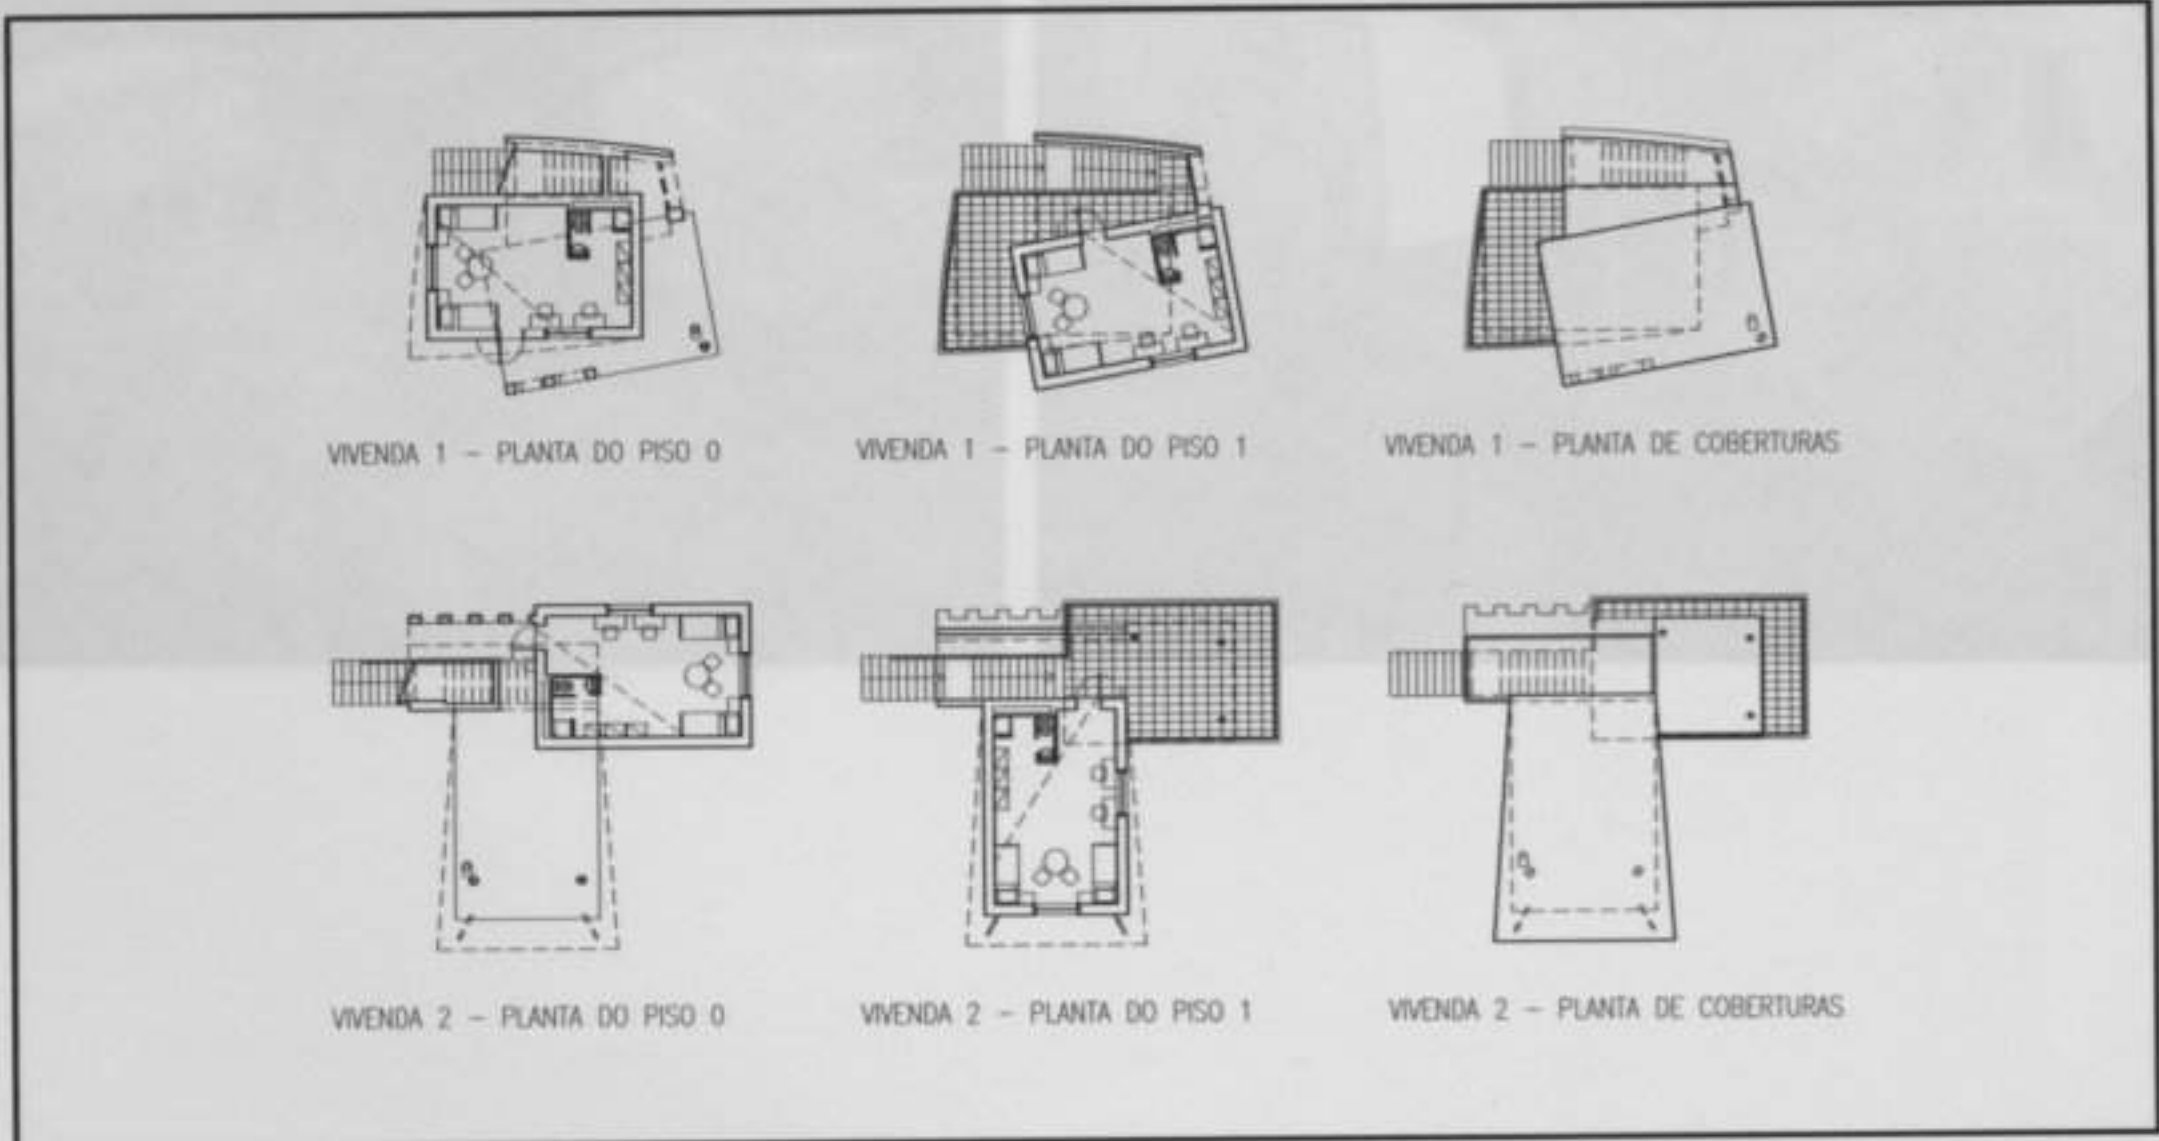 VIVENDA 1 – PLANTA DO PISO 0
VIVENDA 1 – PLANTA DO PISO 1
VIVENDA 1 – PLANTA DE COBERTURAS
VIVENDA 2 – PLANTA DO PISO 0
VIVENDA 2 – PLANTA DO PISO 1
VIVENDA 2 – PLANTA DE COBERTURAS